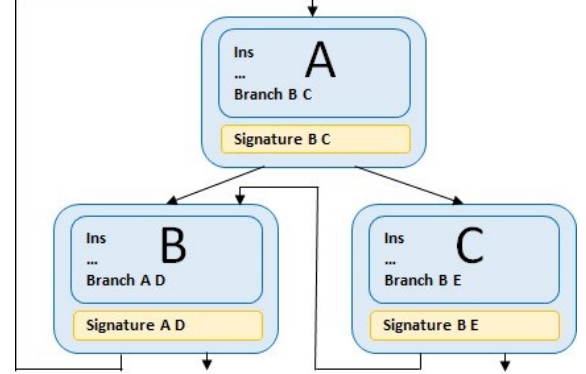 Ins
A
...
Branch B C
Signature B C
Ins
B
...
Branch A D
Signature A D
Ins
C
...
Branch B E
Signature B E